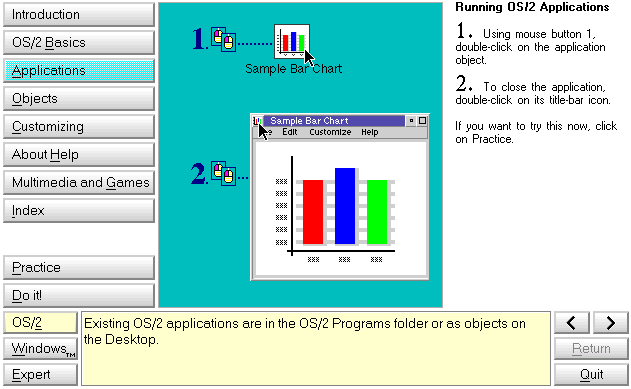 Introduction
OS/2 Basics
Applications
Objects
Customizing
About Help
Multimedia and Games
Index
Practice
Do it!
OS/2
Windows™
Expert
1.
Sample Bar Chart
2.
Sample Bar Chart
Edit Customize Help
xxx
xxx
xxx
xxx
xxx
xxx
xxx xxx xxx
Running OS/2 Applications
1. Using mouse button 1,
double-click on the application
object.
2. To close the application,
double-click on its title-bar icon.
If you want to try this now, click
on Practice.
Existing OS/2 applications are in the OS/2 Programs folder or as objects on
the Desktop.
< >
Return
Quit